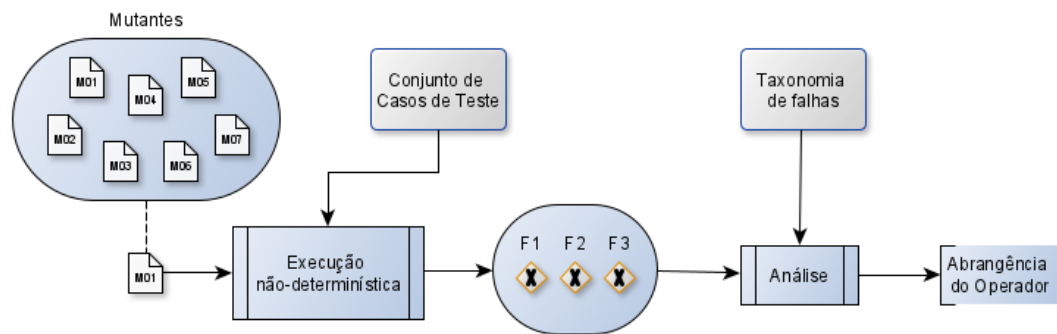 Mutantes
M01
M05
M04
M02
M07
M03
M06
Conjunto de
Casos de Teste
Taxonomia
de falhas
M01
Execução
não-determinística
F1 F2 F3
X X X
Análise
Abrangência
do Operador